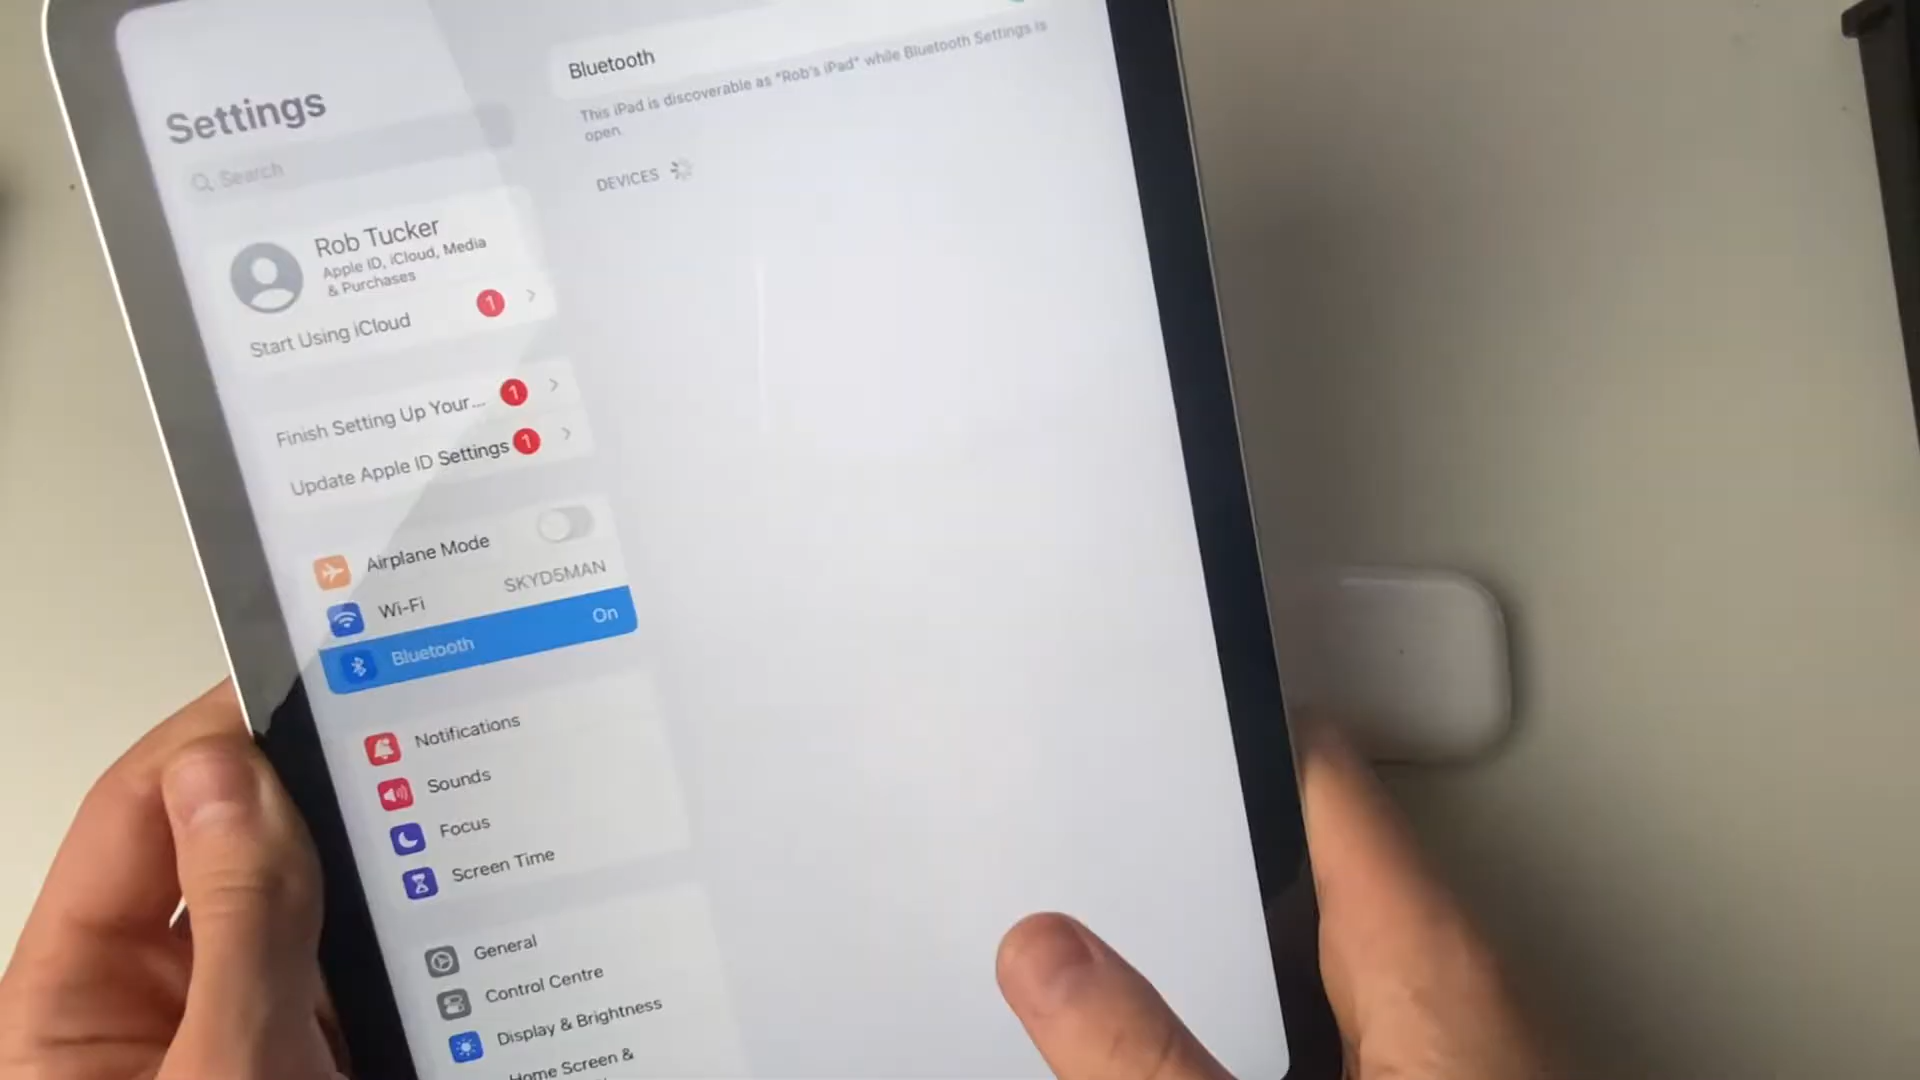 Settings
Search
Rob Tucker
Apple ID, iCloud, Media
& Purchases
Start Using iCloud
1
Finish Setting Up Your...
1
Update Apple ID Settings
1
Airplane Mode
Wi-Fi
SKYD5MAN
Bluetooth
On
Notifications
Sounds
Focus
Screen Time
General
Control Centre
Display & Brightness
Home Screen &
Bluetooth
This iPad is discoverable as "Rob's iPad" while Bluetooth Settings is
open.
DEVICES